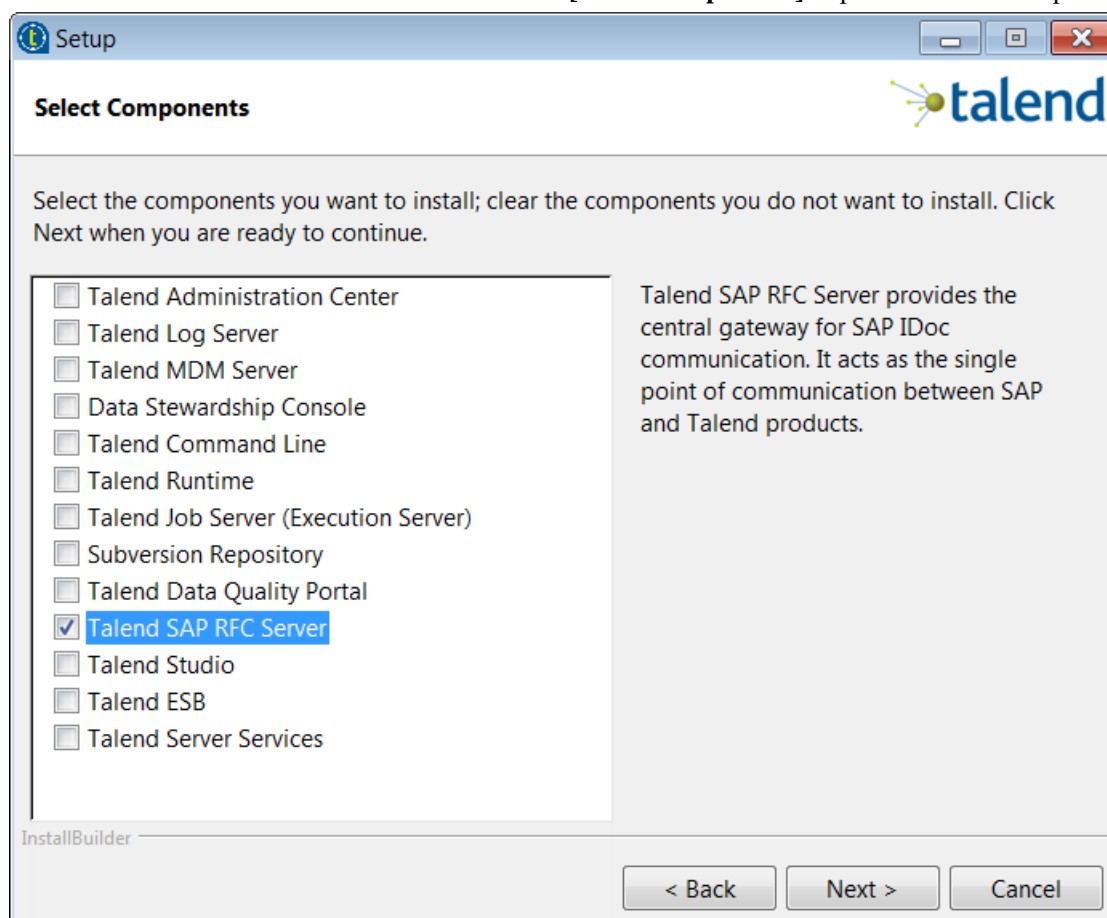 Setup
Select Components
talend
Select the components you want to install; clear the components you do not want to install. Click
Next when you are ready to continue.
Talend Administration Center
Talend Log Server
Talend MDM Server
Data Stewardship Console
Talend Command Line
Talend Runtime
Talend Job Server (Execution Server)
Subversion Repository
Talend Data Quality Portal
Talend SAP RFC Server
Talend Studio
Talend ESB
Talend Server Services
Talend SAP RFC Server provides the
central gateway for SAP IDoc
communication. It acts as the single
point of communication between SAP
and Talend products.
InstallBuilder
< Back
Next >
Cancel